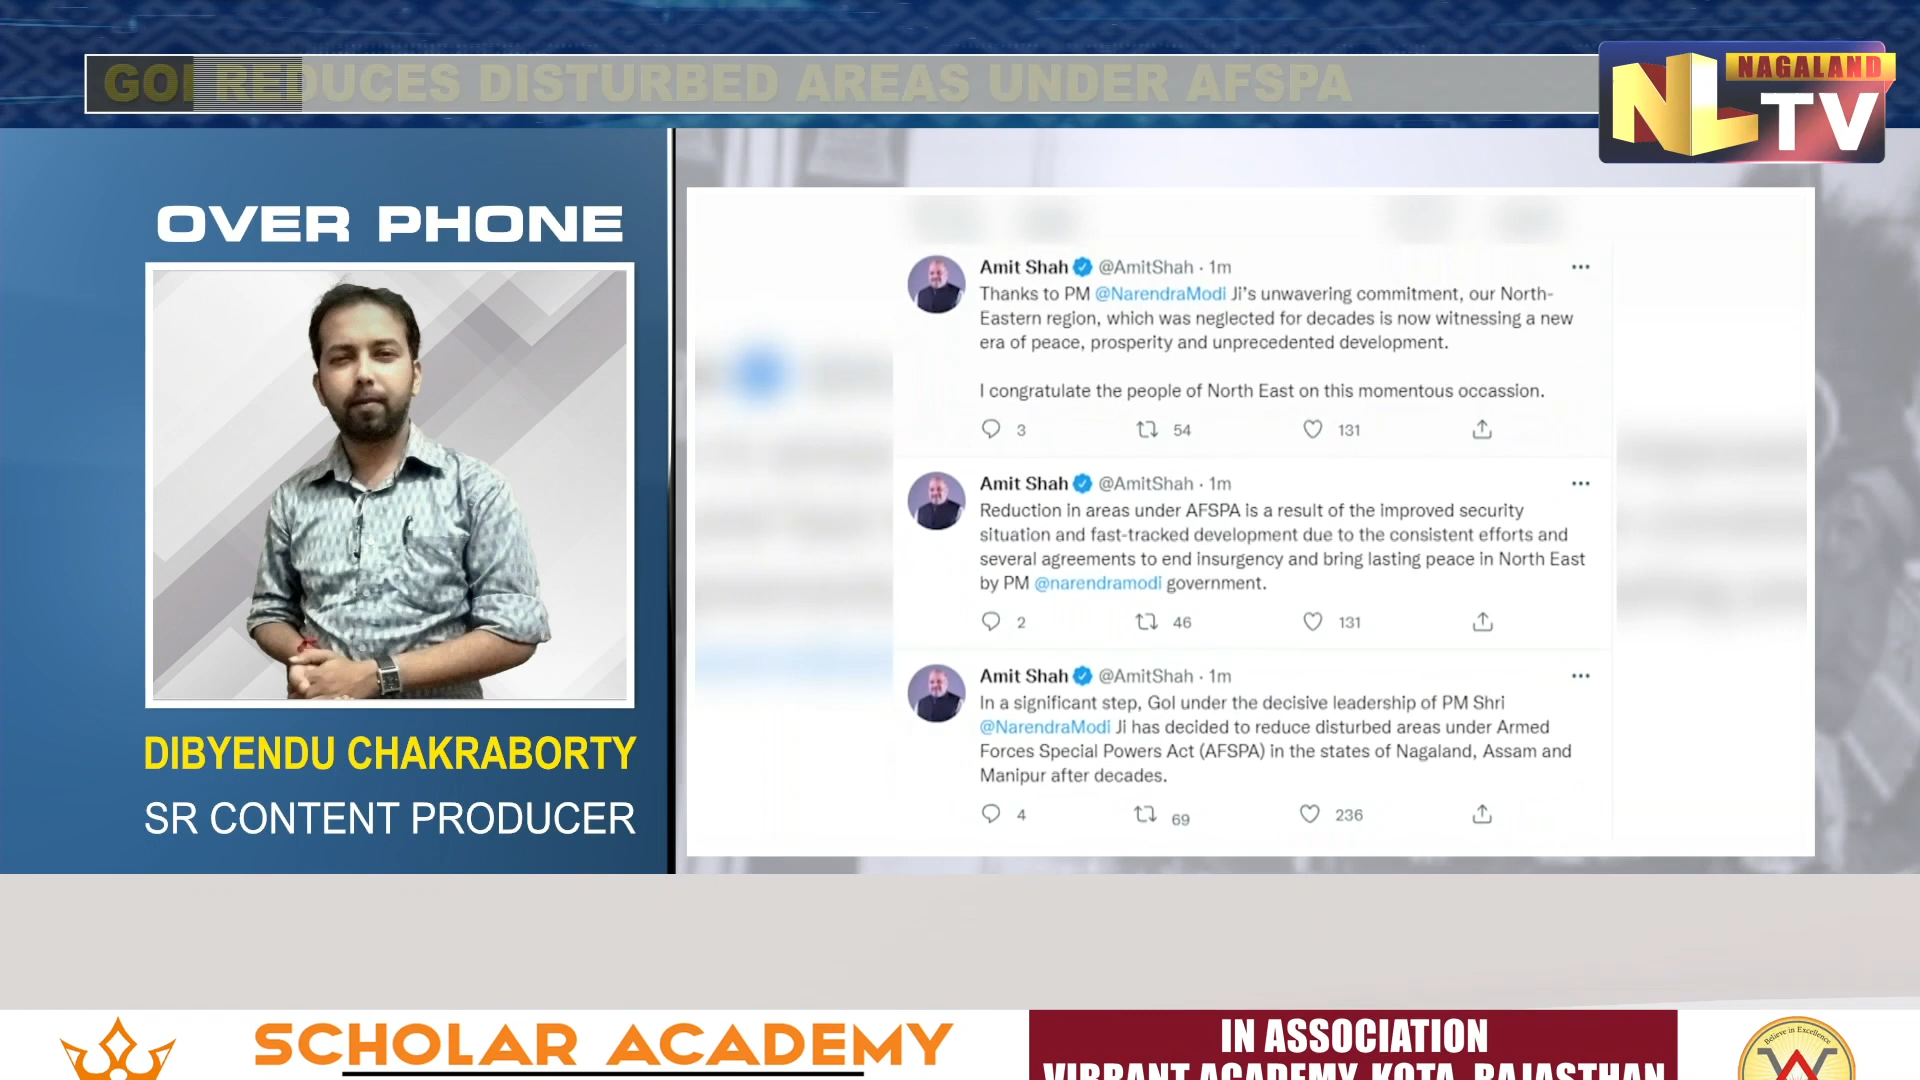 GOI REDUCES DISTURBED AREAS UNDER AFSPA
NAGALAND
NL
TV
OVER PHONE
DIBYENDU CHAKRABORTY
SR CONTENT PRODUCER
Amit Shah @AmitShah · 1m
Thanks to PM @NarendraModi Ji's unwavering commitment, our North-
Eastern region, which was neglected for decades is now witnessing a new
era of peace, prosperity and unprecedented development.
I congratulate the people of North East on this momentous occassion.
3 54 131
Amit Shah @AmitShah · 1m
Reduction in areas under AFSPA is a result of the improved security
situation and fast-tracked development due to the consistent efforts and
several agreements to end insurgency and bring lasting peace in North East
by PM @narendramodi government.
2 46 131
Amit Shah @AmitShah · 1m
In a significant step, GoI under the decisive leadership of PM Shri
@NarendraModi Ji has decided to reduce disturbed areas under Armed
Forces Special Powers Act (AFSPA) in the states of Nagaland, Assam and
Manipur after decades.
4 69 236
SCHOLAR ACADEMY
IN ASSOCIATION
VIBRANT ACADEMY, KOTA, RAJASTHAN
Believe in Excellence